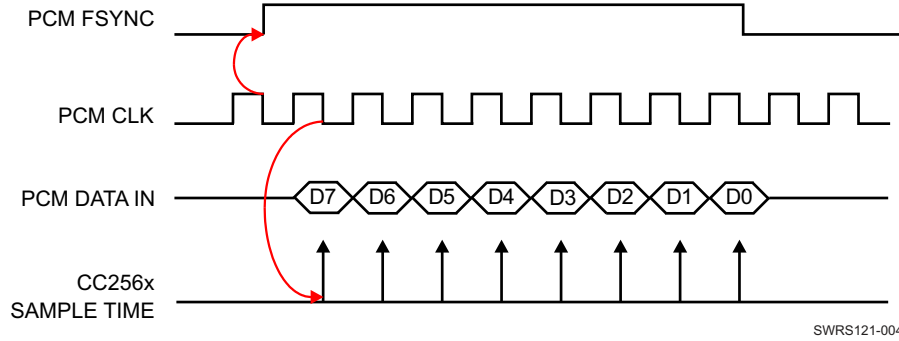 PCM FSYNC
PCM CLK
PCM DATA IN
D7 D6 D5 D4 D3 D2 D1 D0
CC256x
SAMPLE TIME
SWRS121-004